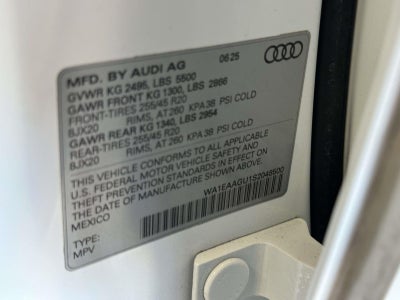 MFD. BY AUDI AG 06 25
GVWR KG 2495, LBS 5500
GAWR FRONT KG 1300, LBS 2866
FRONT-TIRES 255/45 R20
8JX20 RIMS, AT 260 KPA 38 PSI COLD
GAWR REAR KG 1340, LBS 2954
REAR-TIRES 255/45 R20
8JX20 RIMS, AT 260 KPA 38 PSI COLD
THIS VEHICLE CONFORMS TO ALL APPLICABLE
U.S. FEDERAL MOTOR VEHICLE SAFETY AND
THEFT PREVENTION STANDARDS IN EFFECT ON
THE DATE OF MANUFACTURE SHOWN ABOVE.
MEXICO WA1EAAGU1S2046500
TYPE:
MPV